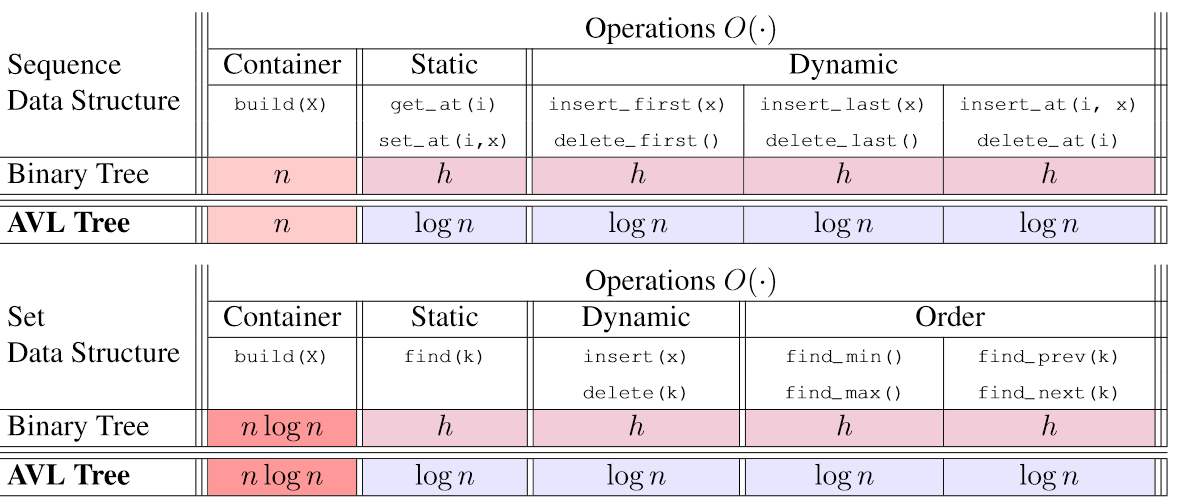 Operations O(·)
Sequence Container Static Dynamic
Data Structure build(X) get_at(i) insert_first(x) insert_last(x) insert_at(i, x)
set_at(i,x) delete_first() delete_last() delete_at(i)
Binary Tree n h h h h
AVL Tree n log n log n log n log n
Operations O(·)
Set Container Static Dynamic Order
Data Structure build(X) find(k) insert(x) find_min() find_prev(k)
delete(k) find_max() find_next(k)
Binary Tree n log n h h h h
AVL Tree n log n log n log n log n log n